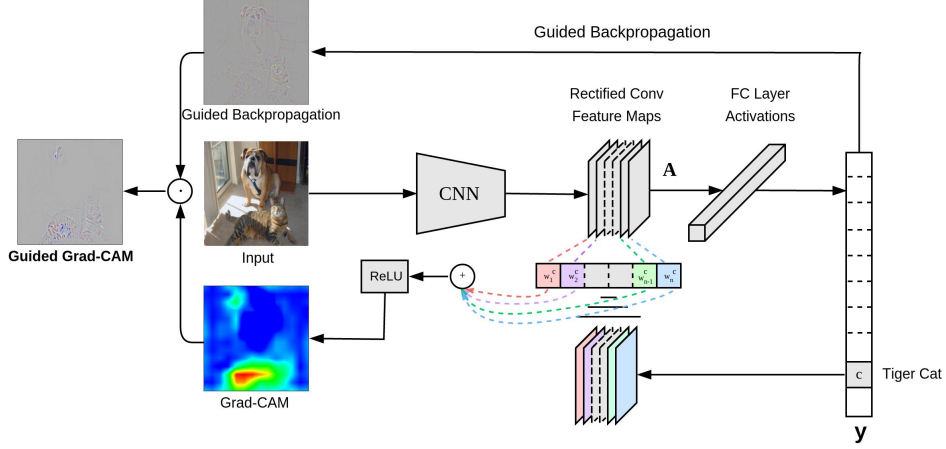 Guided Backpropagation
Rectified Conv
Feature Maps
FC Layer
Activations
Guided Backpropagation
A
CNN
Guided Grad-CAM
Input
ReLU
+
w1c
w2c
wn-1c
wnc
c
Tiger Cat
Grad-CAM
y